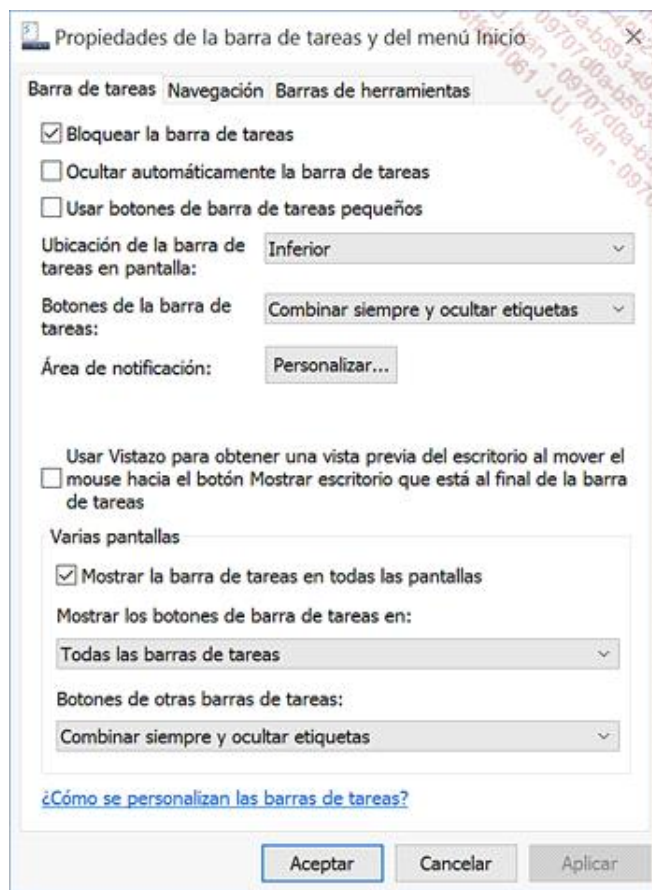 Propiedades de la barra de tareas y del menú Inicio
Barra de tareas Navegación Barras de herramientas
Bloquear la barra de tareas
Ocultar automáticamente la barra de tareas
Usar botones de barra de tareas pequeños
Ubicación de la barra de
tareas en pantalla:
Inferior
Botones de la barra de
tareas:
Combinar siempre y ocultar etiquetas
Área de notificación:
Personalizar...
Usar Vistazo para obtener una vista previa del escritorio al mover el
mouse hacia el botón Mostrar escritorio que está al final de la barra
de tareas
Varias pantallas
Mostrar la barra de tareas en todas las pantallas
Mostrar los botones de barra de tareas en:
Todas las barras de tareas
Botones de otras barras de tareas:
Combinar siempre y ocultar etiquetas
¿Cómo se personalizan las barras de tareas?
Aceptar Cancelar Aplicar